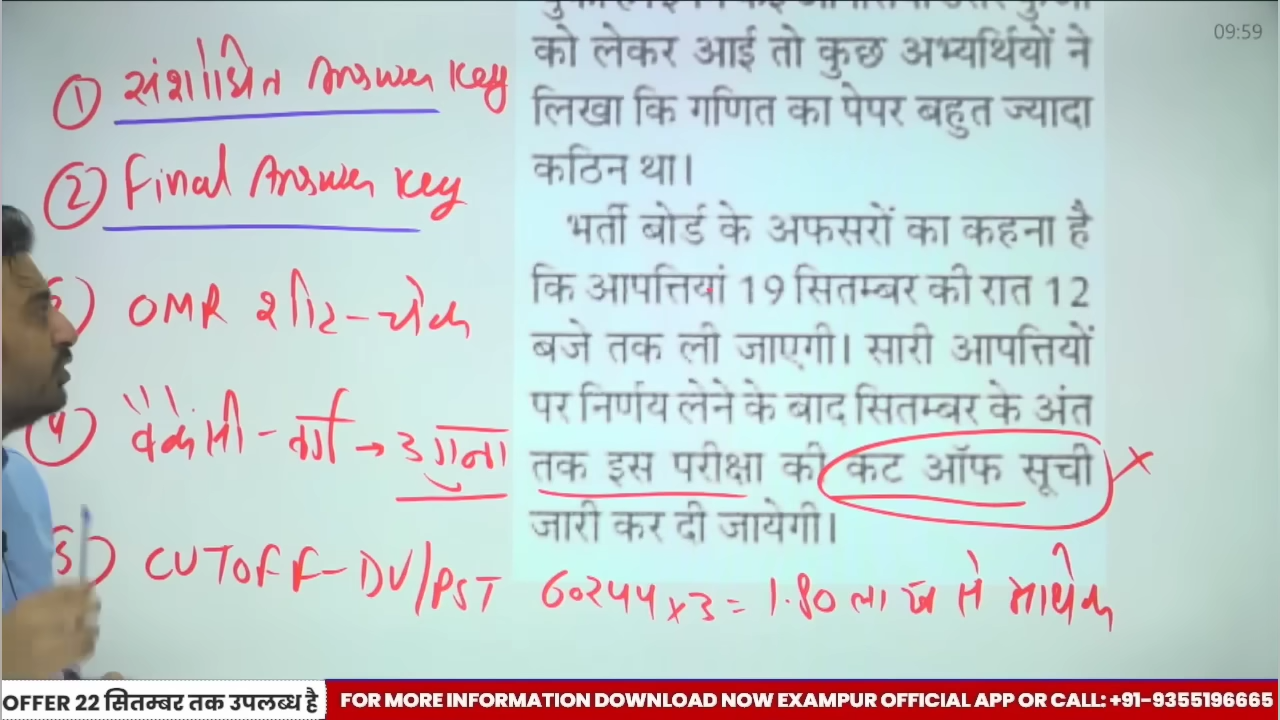 09:59
① संशोधित Answer Key
② Final Answer Key
OMR शीट - चेक
④ वैकेंसी - वर्ग → 3 गुना
5) CUTOFF - DV/PST
60244 x 3 = 1.80 लाख से
को लेकर आई तो कुछ अभ्यर्थियों ने
लिखा कि गणित का पेपर बहुत ज्यादा
कठिन था।
भर्ती बोर्ड के अफसरों का कहना है
कि आपत्तियां 19 सितम्बर की रात 12
बजे तक ली जाएगी। सारी आपत्तियों
पर निर्णय लेने के बाद सितम्बर के अंत
तक इस परीक्षा की कट ऑफ सूची
जारी कर दी जायेगी।
OFFER 22 सितम्बर तक उपलब्ध है
FOR MORE INFORMATION DOWNLOAD NOW EXAMPUR OFFICIAL APP OR CALL: +91-9355196665